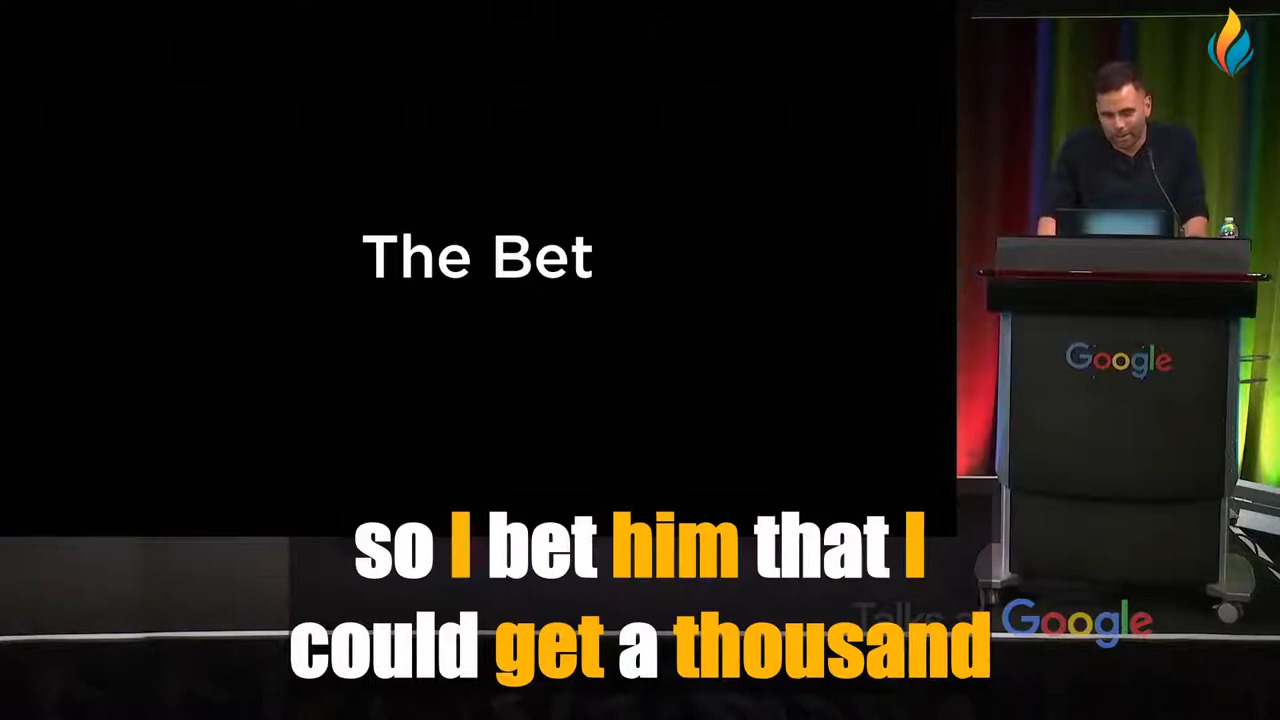 The Bet
Google
so I bet him that I
could get a thousand
Talks at Google